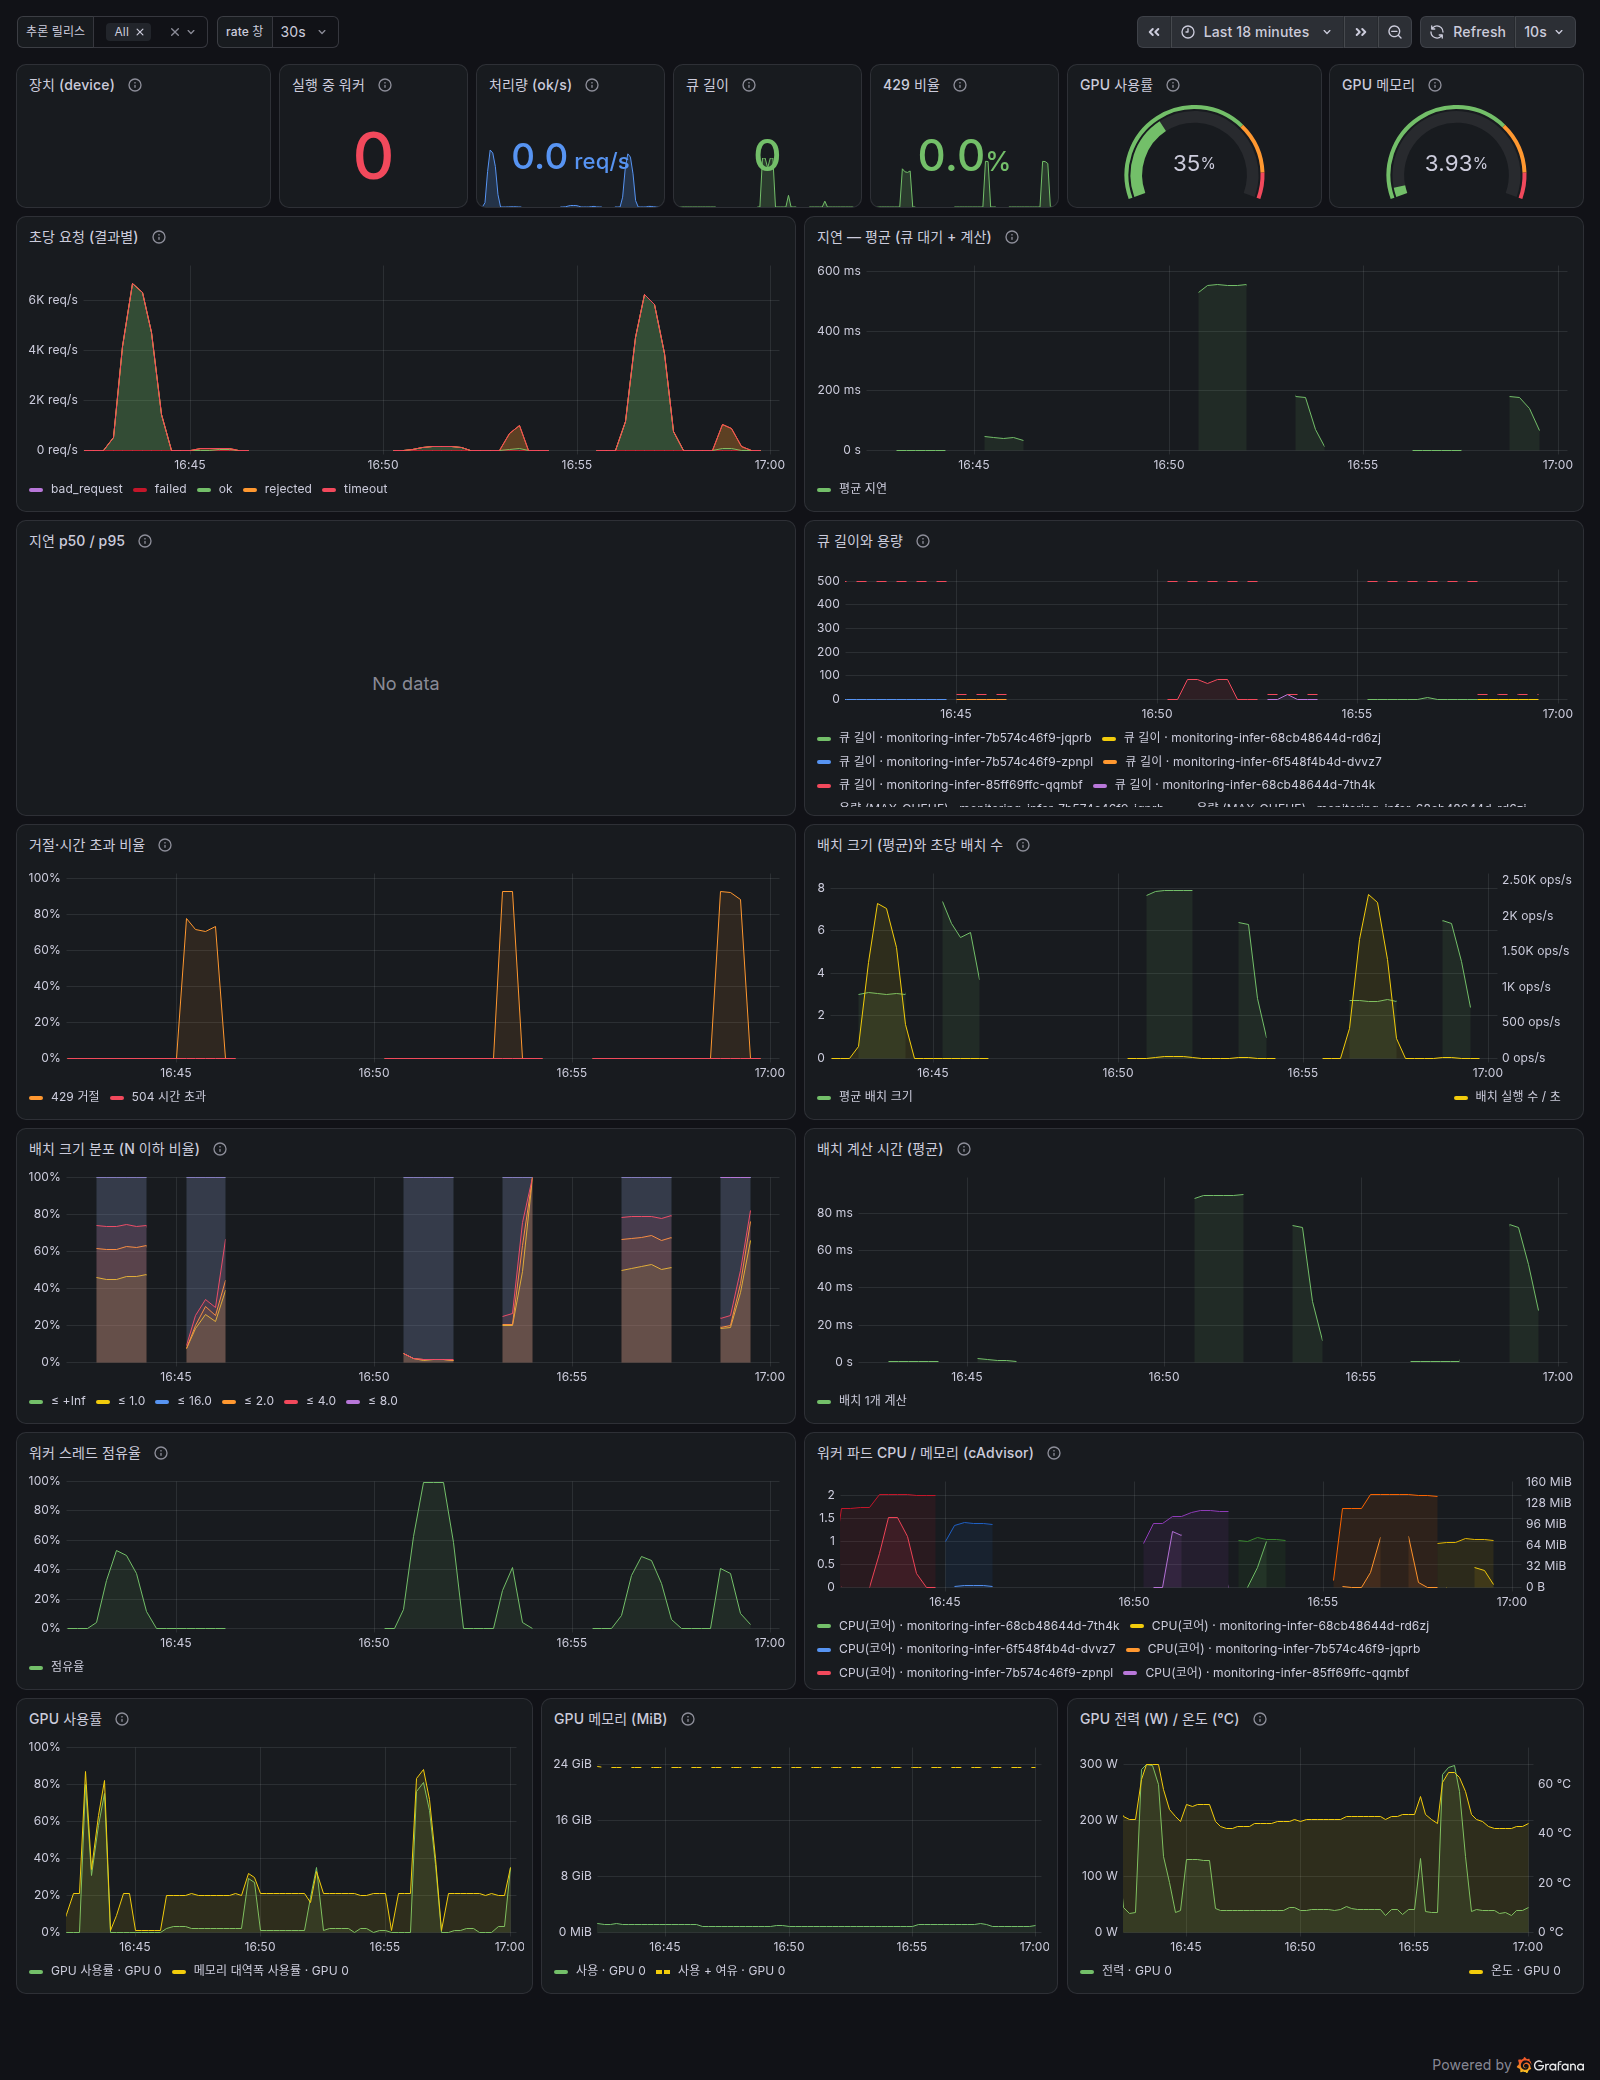 추론 릴리스 All rate 창 30s Last 18 minutes Refresh 10s
장치 (device) 실행 중 워커 처리량 (ok/s) 큐 길이 429 비율 GPU 사용률 GPU 메모리
0 0.0 req/s 0 0.0% 35% 3.93%
초당 요청 (결과별)
6K req/s
4K req/s
2K req/s
0 req/s
16:45 16:50 16:55 17:00
bad_request failed ok rejected timeout
지연 — 평균 (큐 대기 + 계산)
600 ms
400 ms
200 ms
0 s
16:45 16:50 16:55 17:00
평균 지연
지연 p50 / p95
No data
큐 길이와 용량
500
400
300
200
100
0
16:45 16:50 16:55 17:00
큐 길이 · monitoring-infer-7b574c46f9-jqprb 큐 길이 · monitoring-infer-68cb48644d-rd6zj
큐 길이 · monitoring-infer-7b574c46f9-zpnpl 큐 길이 · monitoring-infer-6f548f4b4d-dvvz7
큐 길이 · monitoring-infer-85ff69ffc-qqmbf 큐 길이 · monitoring-infer-68cb48644d-7th4k
용량 (MAX_QUEUE) · monitoring-infer-7b574c46f9-jqprb 용량 (MAX_QUEUE) · monitoring-infer-68cb48644d-rd6zj
거절·시간 초과 비율
100%
80%
60%
40%
20%
0%
16:45 16:50 16:55 17:00
429 거절 504 시간 초과
배치 크기 (평균)와 초당 배치 수
8
6
4
2
0
2.50K ops/s
2K ops/s
1.50K ops/s
1K ops/s
500 ops/s
0 ops/s
16:45 16:50 16:55 17:00
평균 배치 크기 배치 실행 수 / 초
배치 크기 분포 (N 이하 비율)
100%
80%
60%
40%
20%
0%
16:45 16:50 16:55 17:00
≤ +Inf ≤ 1.0 ≤ 16.0 ≤ 2.0 ≤ 4.0 ≤ 8.0
배치 계산 시간 (평균)
80 ms
60 ms
40 ms
20 ms
0 s
16:45 16:50 16:55 17:00
배치 1개 계산
워커 스레드 점유율
100%
80%
60%
40%
20%
0%
16:45 16:50 16:55 17:00
점유율
워커 파드 CPU / 메모리 (cAdvisor)
2
1.5
1
0.5
0
160 MiB
128 MiB
96 MiB
64 MiB
32 MiB
0 B
16:45 16:50 16:55 17:00
CPU(코어) · monitoring-infer-68cb48644d-7th4k CPU(코어) · monitoring-infer-68cb48644d-rd6zj
CPU(코어) · monitoring-infer-6f548f4b4d-dvvz7 CPU(코어) · monitoring-infer-7b574c46f9-jqprb
CPU(코어) · monitoring-infer-7b574c46f9-zpnpl CPU(코어) · monitoring-infer-85ff69ffc-qqmbf
GPU 사용률
100%
80%
60%
40%
20%
0%
16:45 16:50 16:55 17:00
GPU 사용률 · GPU 0 메모리 대역폭 사용률 · GPU 0
GPU 메모리 (MiB)
24 GiB
16 GiB
8 GiB
0 MiB
16:45 16:50 16:55 17:00
사용 · GPU 0 사용 + 여유 · GPU 0
GPU 전력 (W) / 온도 (°C)
300 W
200 W
100 W
0 W
60 °C
40 °C
20 °C
0 °C
16:45 16:50 16:55 17:00
전력 · GPU 0 온도 · GPU 0
Powered by Grafana